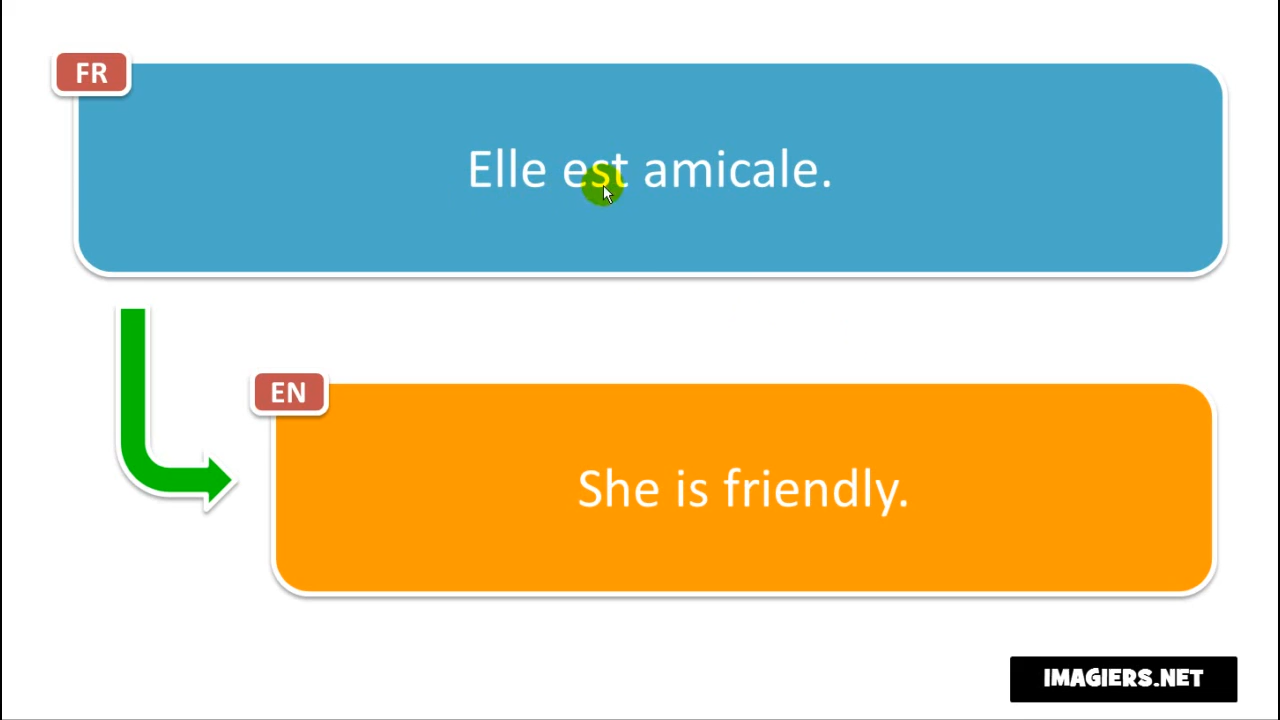 FR
Elle est amicale.
EN
She is friendly.
IMAGIERS.NET